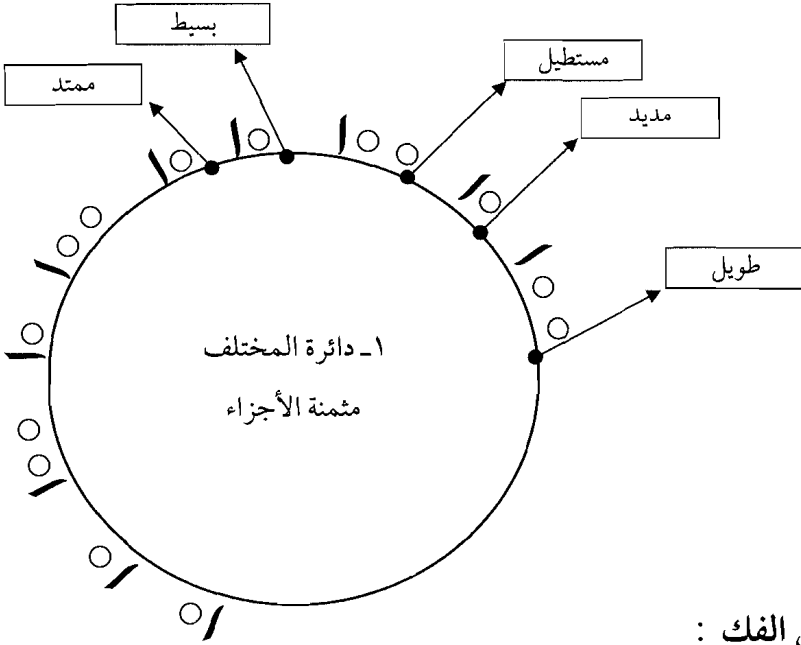 بسيط
مستطيل
ممتد
مديد
طويل
١ـ دائرة المختلف
مثمنة الأجزاء
الفك :